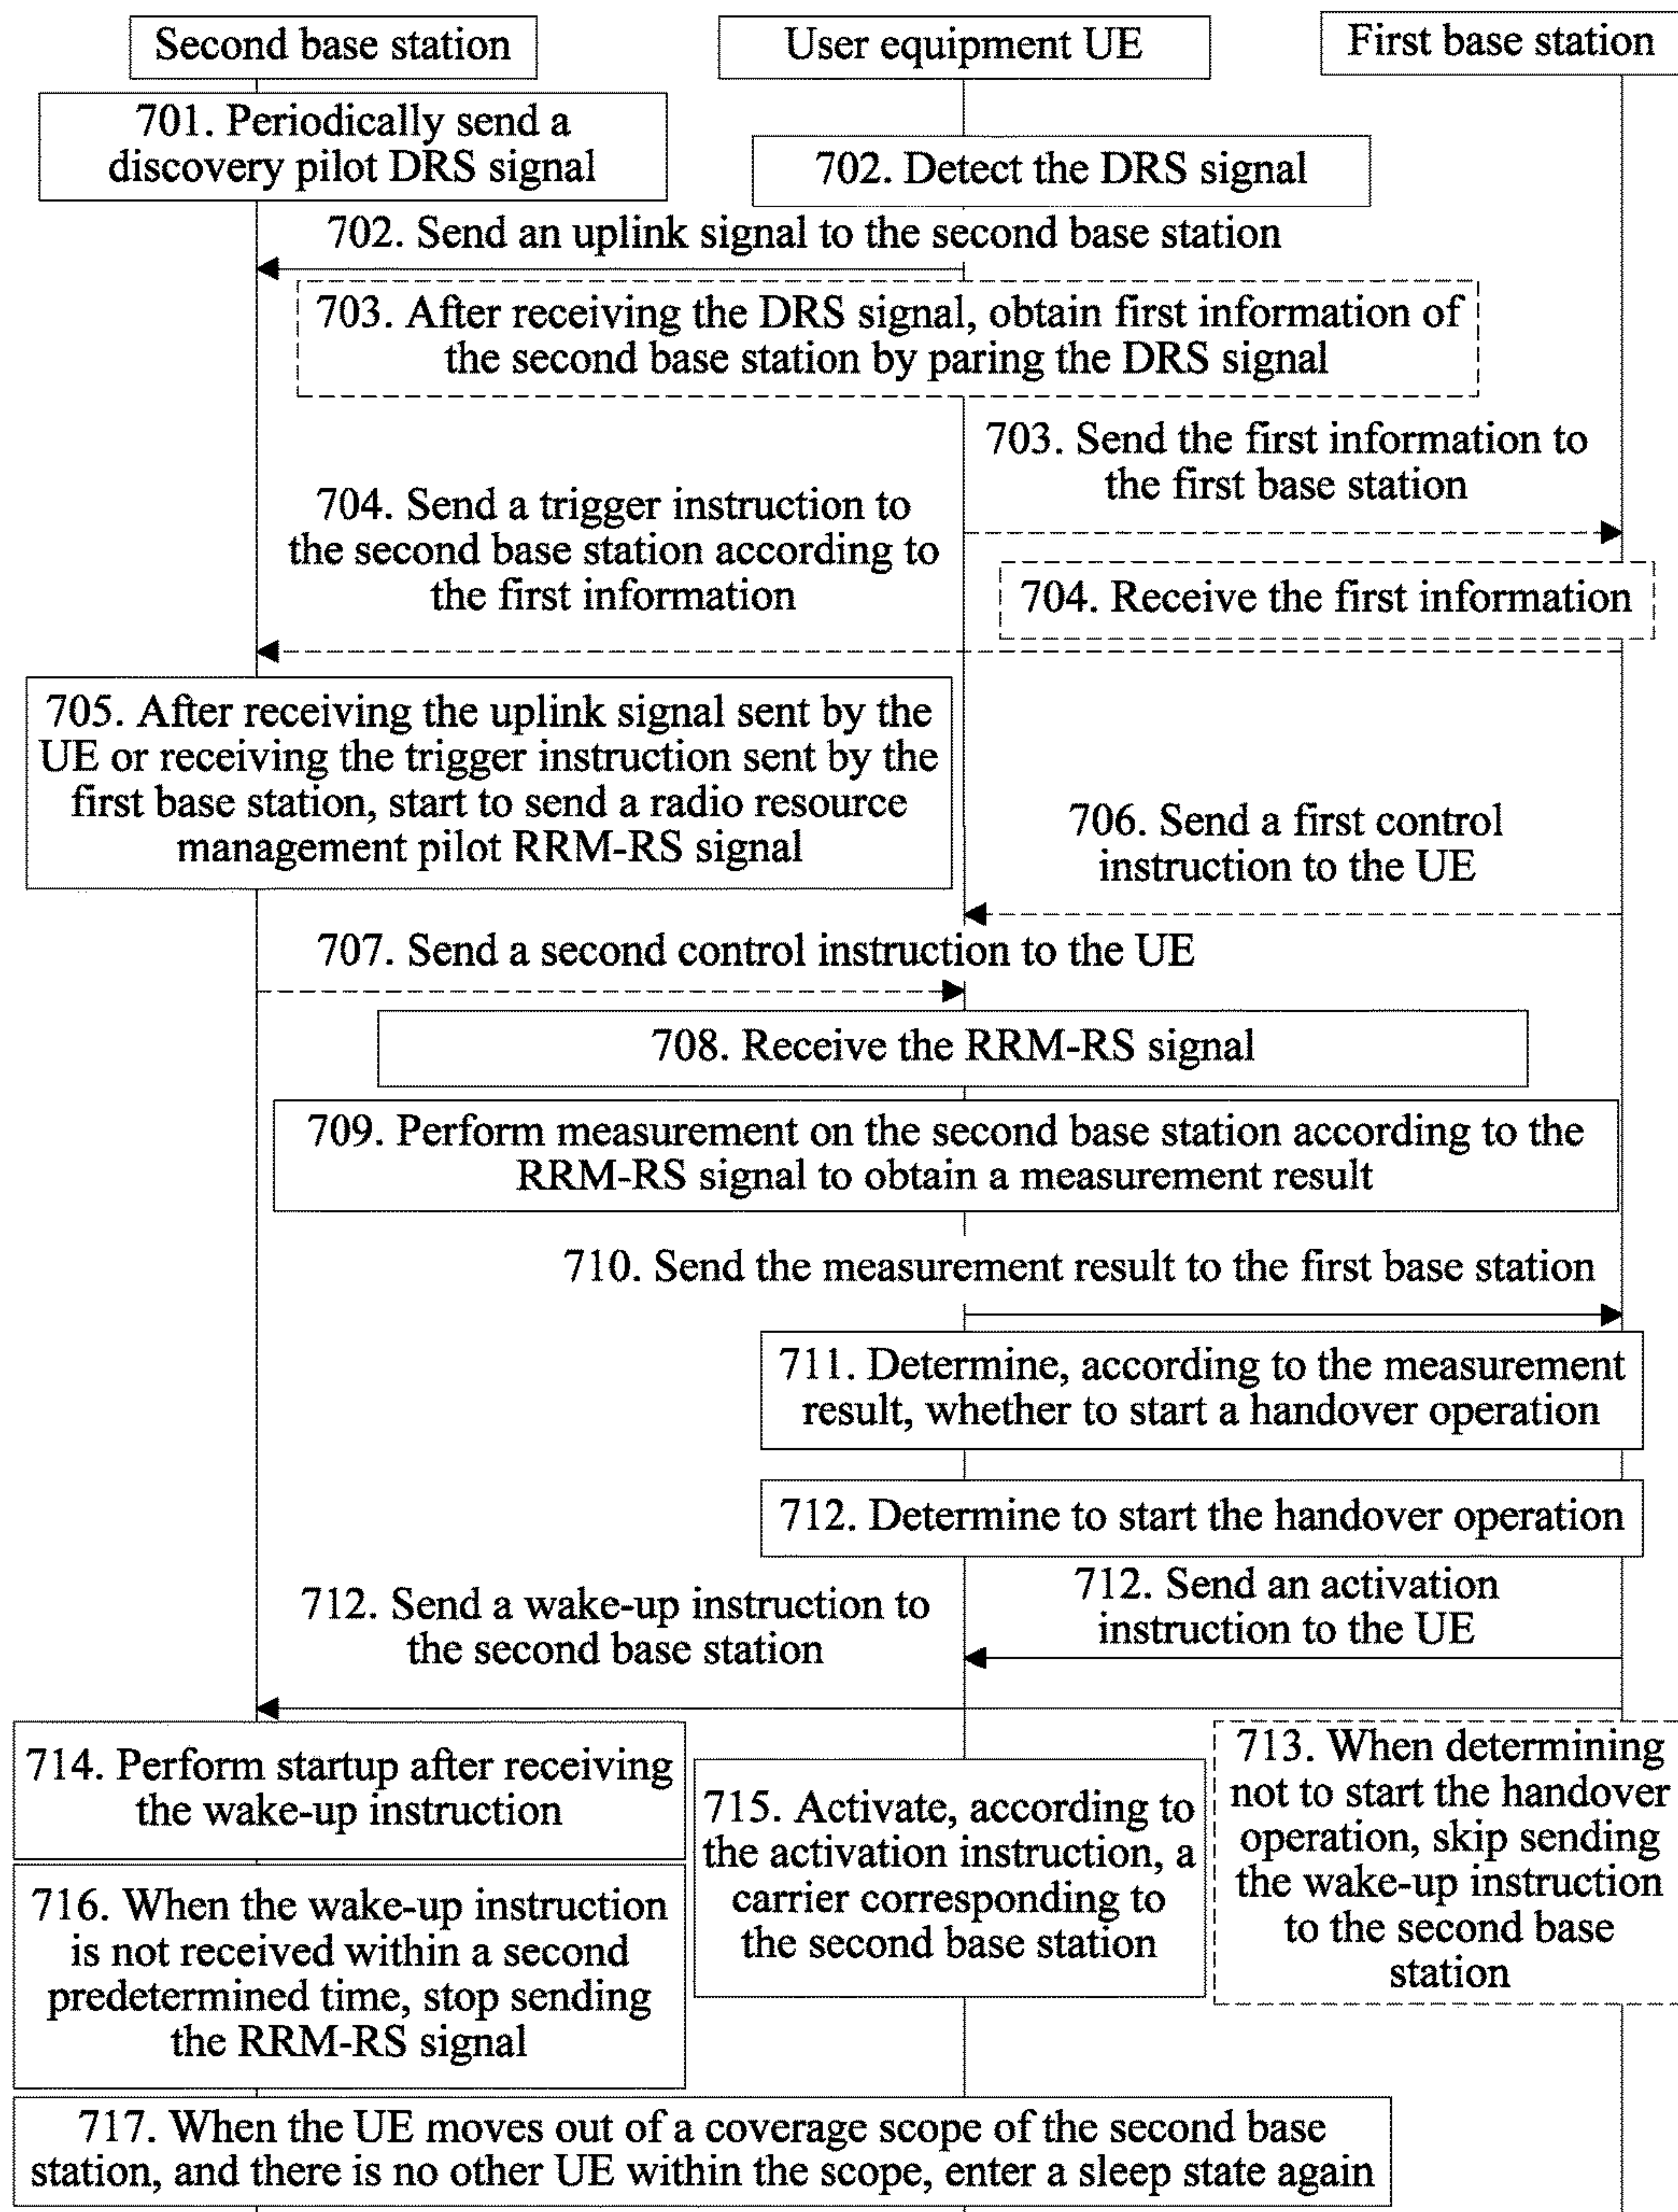 Second base station
User equipment UE
First base station
701. Periodically send a
discovery pilot DRS signal
702. Detect the DRS signal
702. Send an uplink signal to the second base station
703. After receiving the DRS signal, obtain first information of
the second base station by paring the DRS signal
703. Send the first information to
the first base station
704. Send a trigger instruction to
the second base station according to
the first information
704. Receive the first information
705. After receiving the uplink signal sent by the
UE or receiving the trigger instruction sent by the
first base station, start to send a radio resource
management pilot RRM-RS signal
706. Send a first control
instruction to the UE
707. Send a second control instruction to the UE
708. Receive the RRM-RS signal
709. Perform measurement on the second base station according to the
RRM-RS signal to obtain a measurement result
710. Send the measurement result to the first base station
711. Determine, according to the measurement
result, whether to start a handover operation
712. Determine to start the handover operation
712. Send an activation
instruction to the UE
712. Send a wake-up instruction to
the second base station
713. When determining
not to start the handover
operation, skip sending
the wake-up instruction
to the second base
station
714. Perform startup after receiving
the wake-up instruction
715. Activate, according to
the activation instruction, a
carrier corresponding to
the second base station
716. When the wake-up instruction
is not received within a second
predetermined time, stop sending
the RRM-RS signal
717. When the UE moves out of a coverage scope of the second base
station, and there is no other UE within the scope, enter a sleep state again